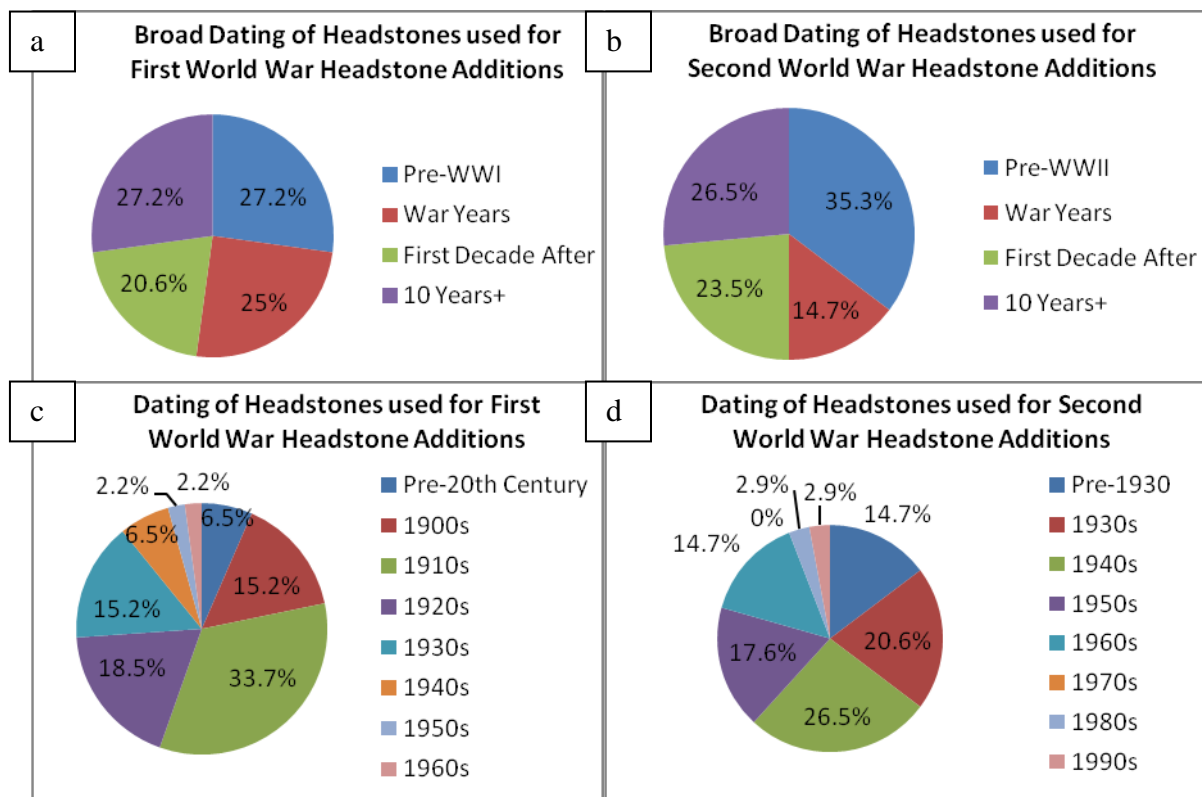 a
Broad Dating of Headstones used for
First World War Headstone Additions
27.2%
27.2%
20.6%
25%
Pre-WWI
War Years
First Decade After
10 Years+
b
Broad Dating of Headstones used for
Second World War Headstone Additions
26.5%
35.3%
23.5%
14.7%
Pre-WWII
War Years
First Decade After
10 Years+
c
Dating of Headstones used for First
World War Headstone Additions
2.2%
2.2%
6.5%
6.5%
15.2%
15.2%
18.5%
33.7%
Pre-20th Century
1900s
1910s
1920s
1930s
1940s
1950s
1960s
d
Dating of Headstones used for Second
World War Headstone Additions
2.9%
2.9%
0%
14.7%
14.7%
20.6%
17.6%
26.5%
Pre-1930
1930s
1940s
1950s
1960s
1970s
1980s
1990s